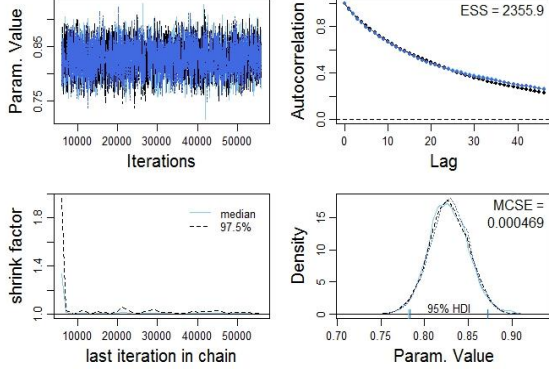 Param. Value
0.75
0.85
10000 20000 30000 40000 50000
Iterations
Autocorrelation
0.0
0.4
0.8
ESS = 2355.9
0 10 20 30 40
Lag
shrink factor
1.0
1.4
1.8
median
97.5%
10000 20000 30000 40000 50000
last iteration in chain
Density
0
5
10
15
MCSE =
0.000469
95% HDI
0.70 0.75 0.80 0.85 0.90
Param. Value